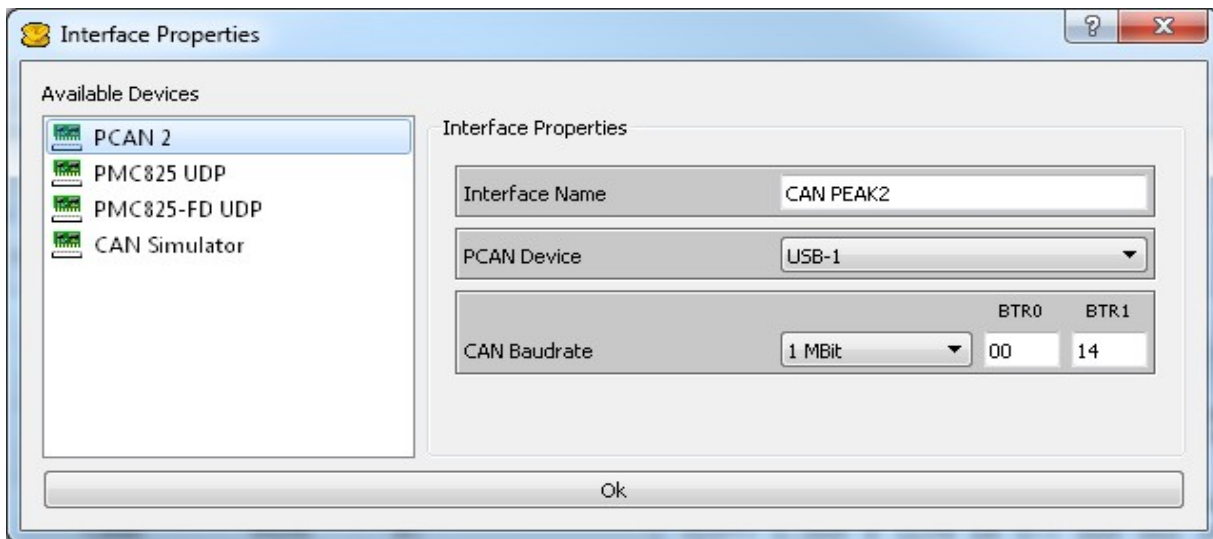 Interface Properties
Available Devices
PCAN 2
PMC825 UDP
PMC825-FD UDP
CAN Simulator
Interface Properties
Interface Name CAN PEAK2
PCAN Device USB-1
BTR0 BTR1
CAN Baudrate 1 MBit 00 14
Ok